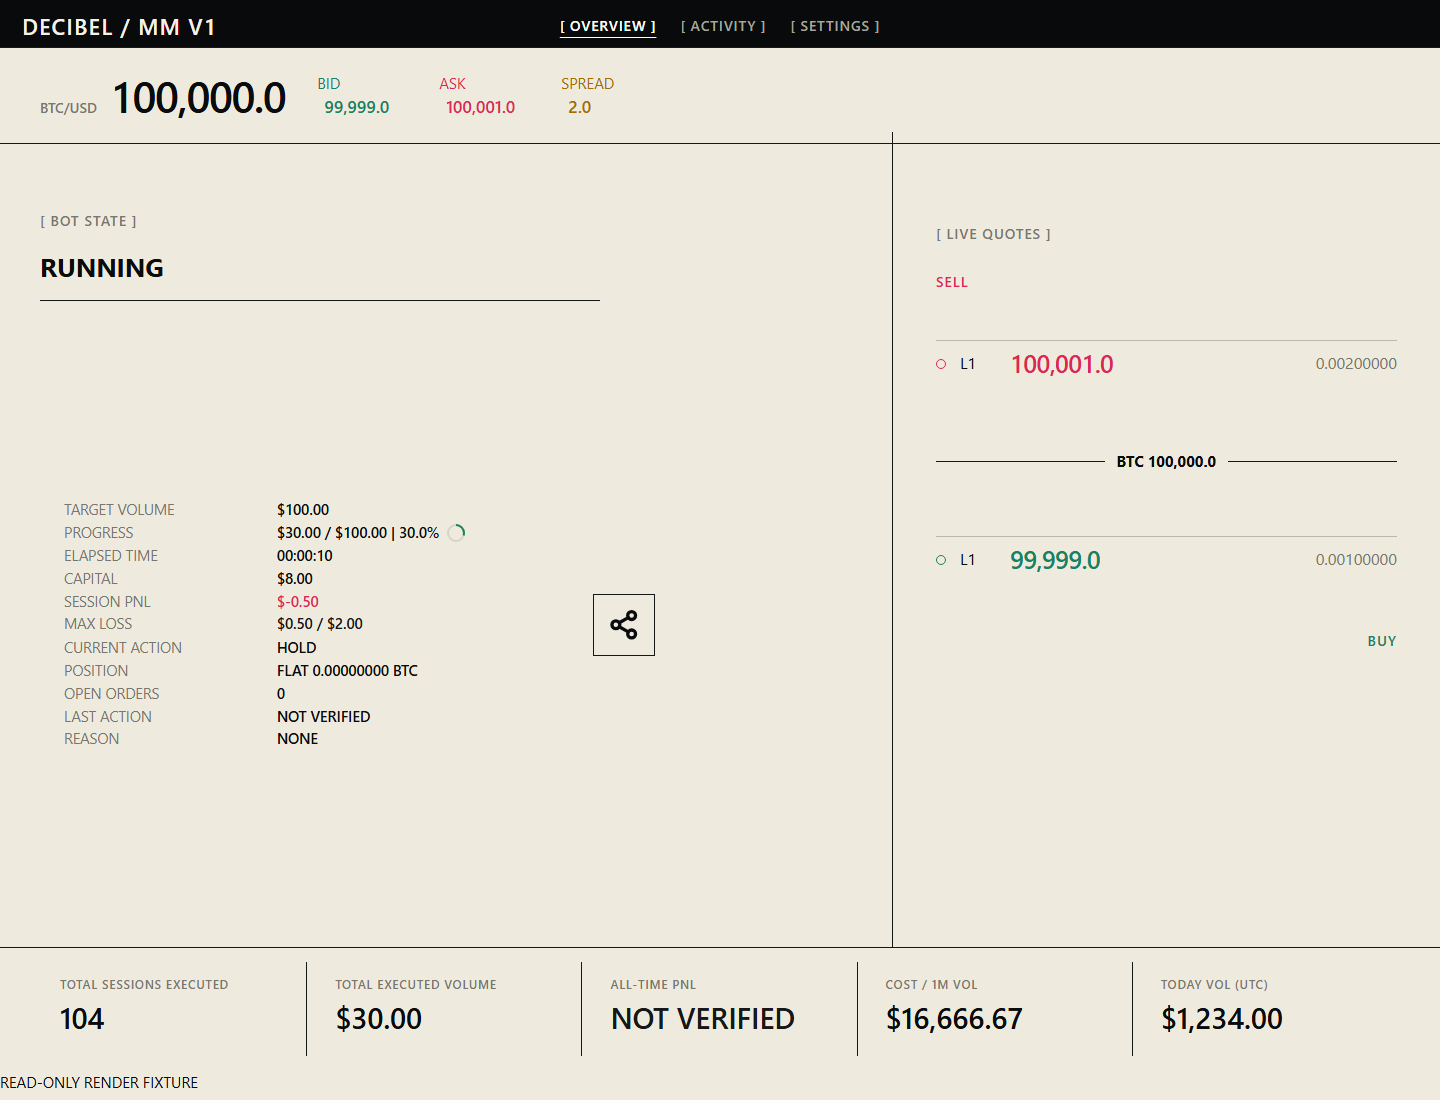 DECIBEL / MM V1
[ OVERVIEW ] [ ACTIVITY ] [ SETTINGS ]
BTC/USD 100,000.0
BID
99,999.0
ASK
100,001.0
SPREAD
2.0
[ BOT STATE ]
RUNNING
TARGET VOLUME $100.00
PROGRESS $30.00 / $100.00 | 30.0%
ELAPSED TIME 00:00:10
CAPITAL $8.00
SESSION PNL $-0.50
MAX LOSS $0.50 / $2.00
CURRENT ACTION HOLD
POSITION FLAT 0.00000000 BTC
OPEN ORDERS 0
LAST ACTION NOT VERIFIED
REASON NONE
[ LIVE QUOTES ]
SELL
L1 100,001.0 0.00200000
BTC 100,000.0
L1 99,999.0 0.00100000
BUY
TOTAL SESSIONS EXECUTED
104
TOTAL EXECUTED VOLUME
$30.00
ALL-TIME PNL
NOT VERIFIED
COST / 1M VOL
$16,666.67
TODAY VOL (UTC)
$1,234.00
READ-ONLY RENDER FIXTURE